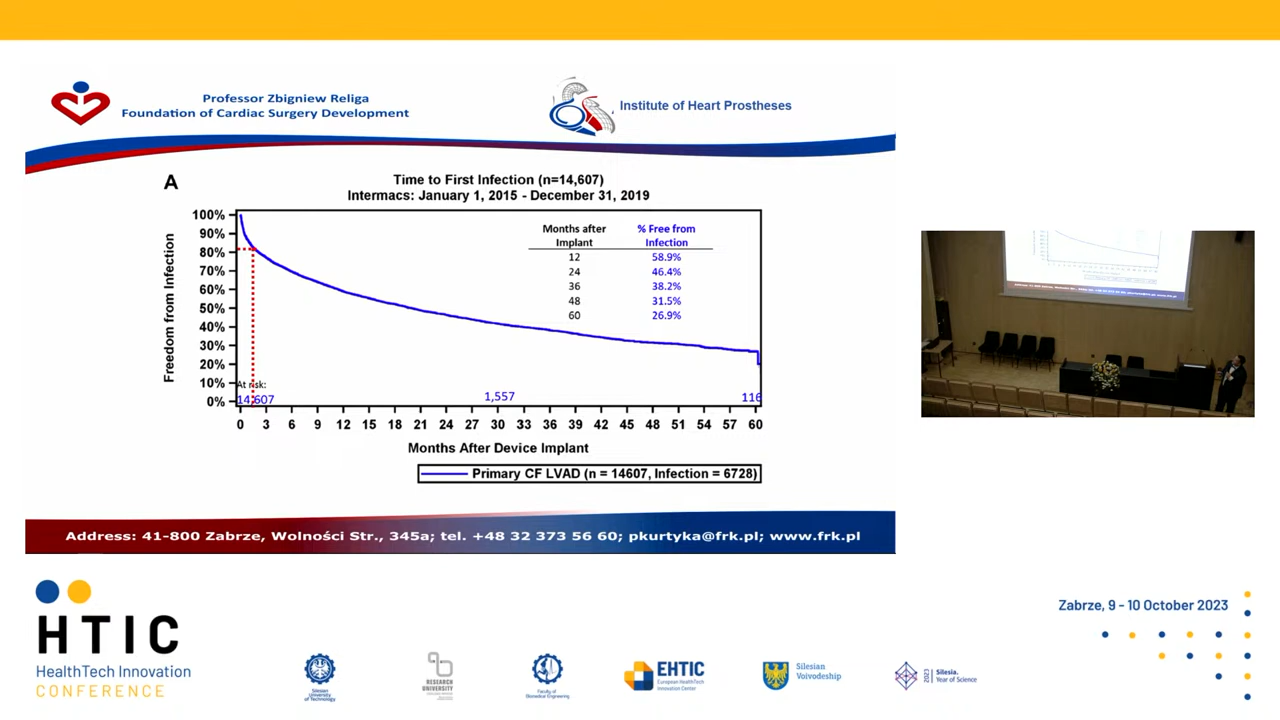 Professor Zbigniew Religa
Foundation of Cardiac Surgery Development
Institute of Heart Prostheses
A
Time to First Infection (n=14,607)
Intermacs: January 1, 2015 - December 31, 2019
Freedom from Infection
100%
90%
80%
70%
60%
50%
40%
30%
20%
10%
0%
Months after Implant
% Free from Infection
12 58.9%
24 46.4%
36 38.2%
48 31.5%
60 26.9%
At risk:
14,607 1,557 116
0 3 6 9 12 15 18 21 24 27 30 33 36 39 42 45 48 51 54 57 60
Months After Device Implant
Primary CF LVAD (n = 14607, Infection = 6728)
Address: 41-800 Zabrze, Wolności Str., 345a; tel. +48 32 373 56 60; pkurtyka@frk.pl; www.frk.pl
HTIC
HealthTech Innovation
CONFERENCE
Zabrze, 9 - 10 October 2023
Silesian University of Technology
RESEARCH UNIVERSITY
Faculty of Biomedical Engineering
EHTIC
European HealthTech Innovation Center
Silesian Voivodeship
2023
Silesia.
Year of Science